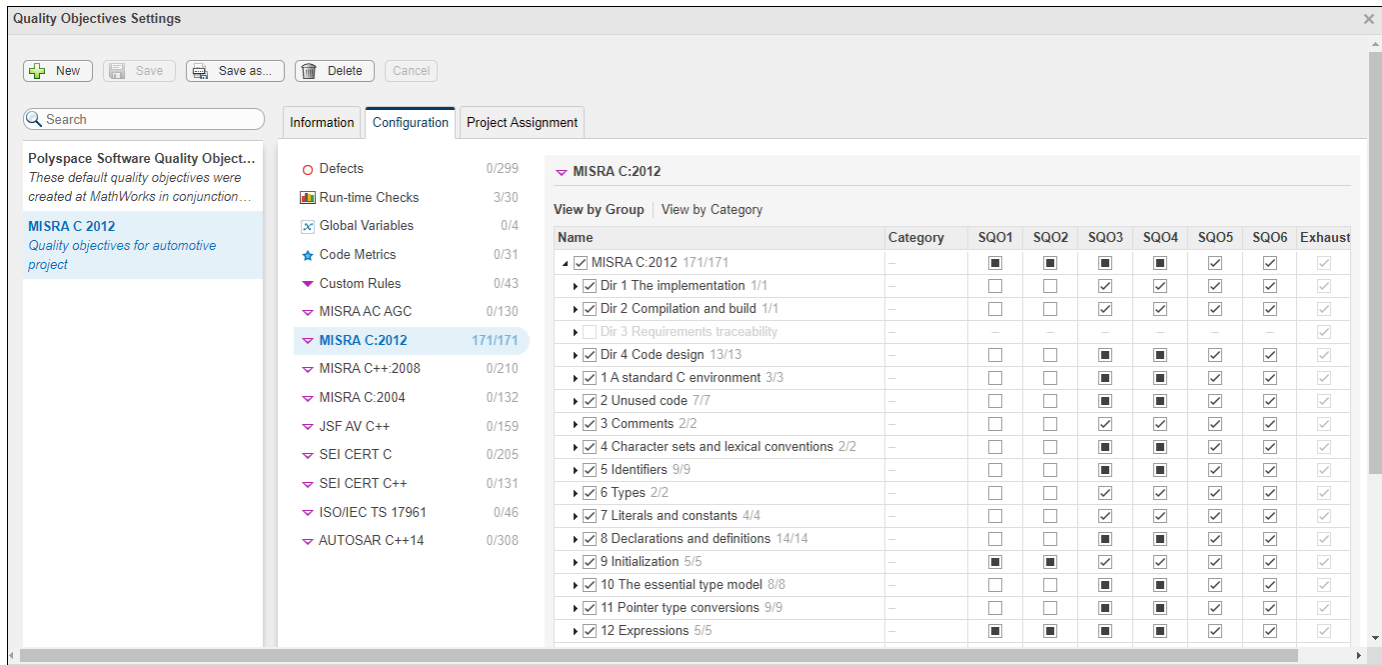 Quality Objectives Settings
New Save Save as... Delete Cancel
Search
Information Configuration Project Assignment
Polyspace Software Quality Object...
These default quality objectives were
created at MathWorks in conjunction...
MISRA C 2012
Quality objectives for automotive
project
Defects 0/299
Run-time Checks 3/30
Global Variables 0/4
Code Metrics 0/31
Custom Rules 0/43
MISRA AC AGC 0/130
MISRA C:2012 171/171
MISRA C++:2008 0/210
MISRA C:2004 0/132
JSF AV C++ 0/159
SEI CERT C 0/205
SEI CERT C++ 0/131
ISO/IEC TS 17961 0/46
AUTOSAR C++14 0/308
MISRA C:2012
View by Group | View by Category
Name Category SQO1 SQO2 SQO3 SQO4 SQO5 SQO6 Exhaust
MISRA C:2012 171/171 –
Dir 1 The implementation 1/1 –
Dir 2 Compilation and build 1/1 –
Dir 3 Requirements traceability – – – – – – –
Dir 4 Code design 13/13 –
1 A standard C environment 3/3 –
2 Unused code 7/7 –
3 Comments 2/2 –
4 Character sets and lexical conventions 2/2 –
5 Identifiers 9/9 –
6 Types 2/2 –
7 Literals and constants 4/4 –
8 Declarations and definitions 14/14 –
9 Initialization 5/5 –
10 The essential type model 8/8 –
11 Pointer type conversions 9/9 –
12 Expressions 5/5 –